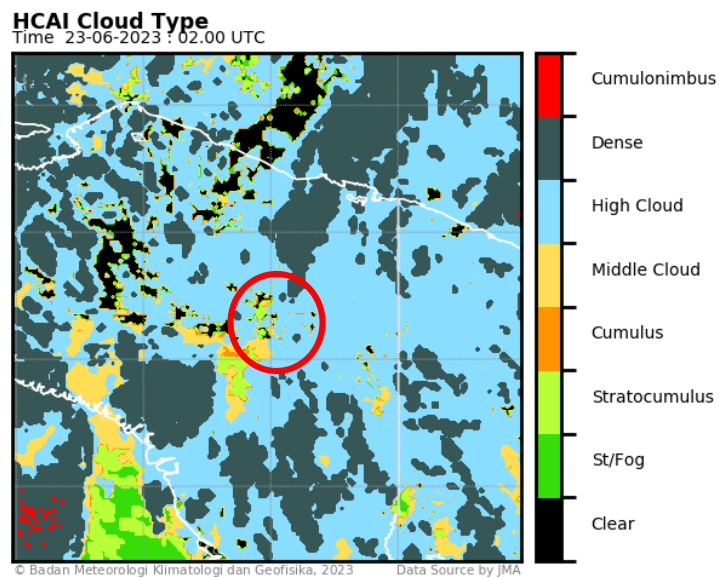 HCAI Cloud Type
Time  23-06-2023 : 02.00 UTC
Cumulonimbus
Dense
High Cloud
Middle Cloud
Cumulus
Stratocumulus
St/Fog
Clear
© Badan Meteorologi Klimatologi dan Geofisika, 2023
Data Source by JMA